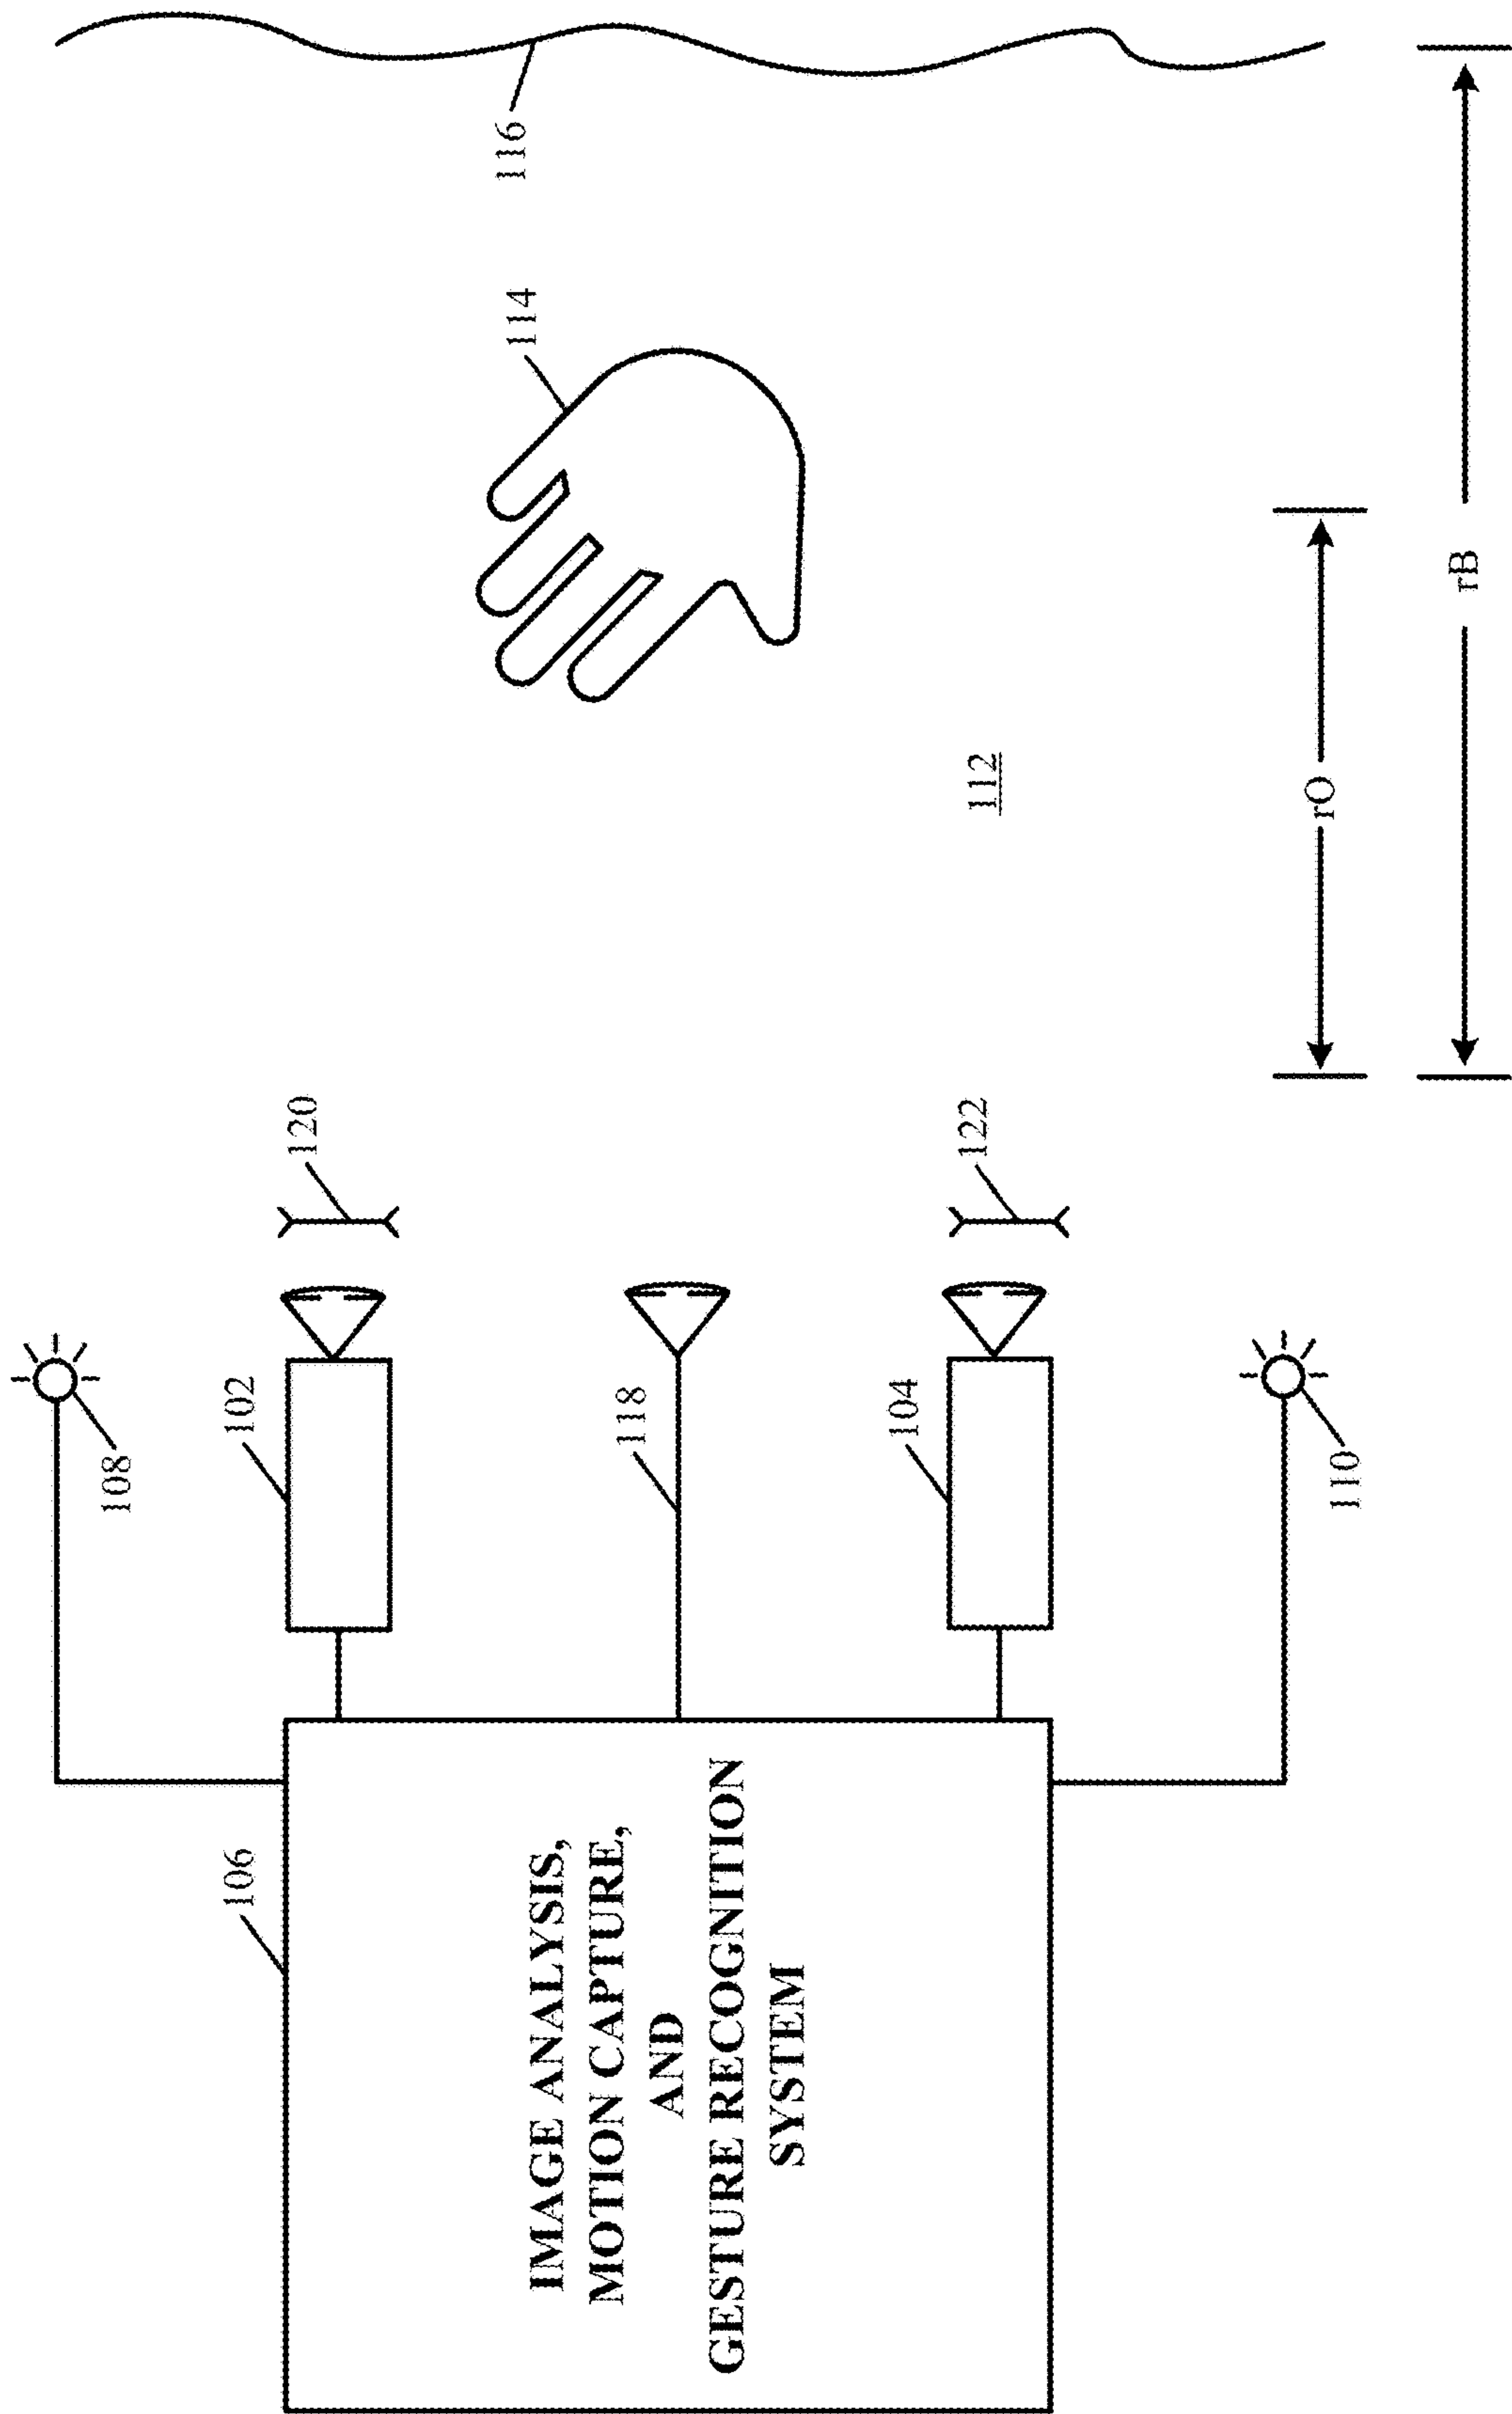 108
102
120
106
IMAGE ANALYSIS,
MOTION CAPTURE,
AND
GESTURE RECOGNITION
SYSTEM
118
104
122
110
114
116
112
rO
rB